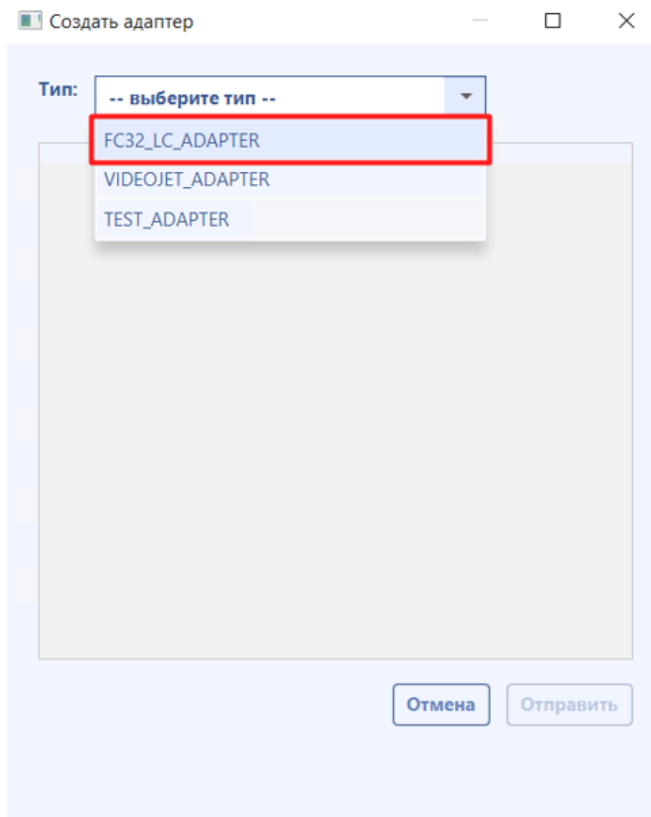 Создать адаптер
Тип: -- выберите тип --
FC32_LC_ADAPTER
VIDEOJET_ADAPTER
TEST_ADAPTER
Отмена Отправить